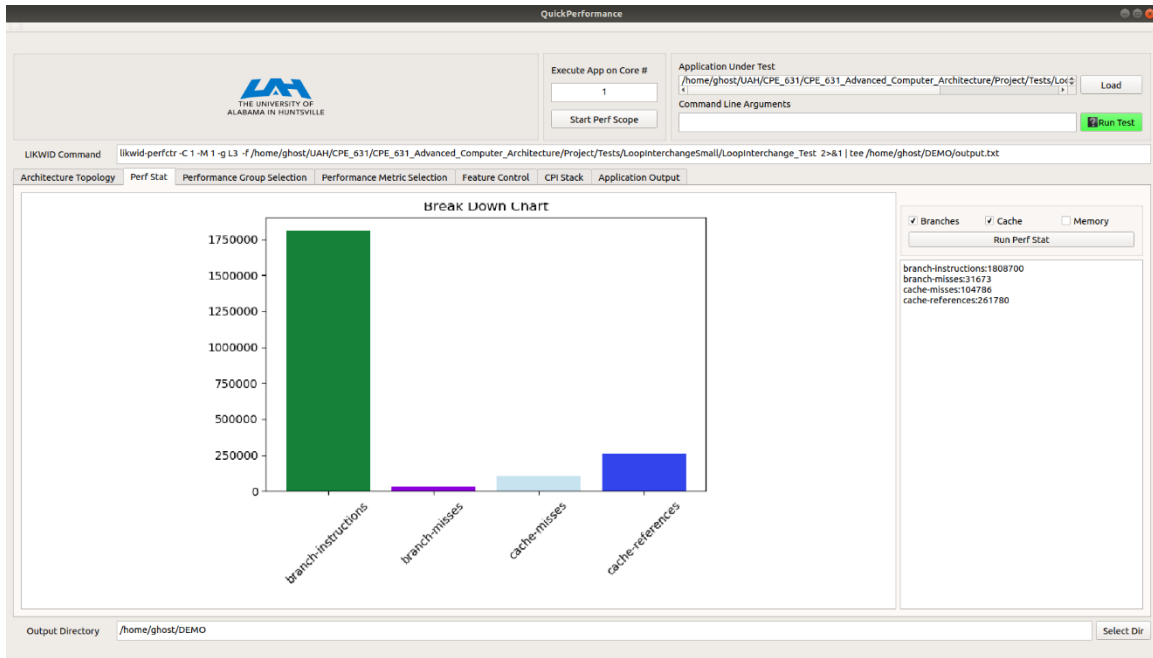 QuickPerformance
UAH
THE UNIVERSITY OF
ALABAMA IN HUNTSVILLE
Execute App on Core #
1
Start Perf Scope
Application Under Test
/home/ghost/UAH/CPE_631/CPE_631_Advanced_Computer_Architecture/Project/Tests/Loo
Load
Command Line Arguments
Run Test
LIKWID Command
likwid-perfctr -C 1 -M 1 -g L3 -f /home/ghost/UAH/CPE_631/CPE_631_Advanced_Computer_Architecture/Project/Tests/LoopInterchangeSmall/LoopInterchange_Test 2>&1 | tee /home/ghost/DEMO/output.txt
Architecture Topology Perf Stat Performance Group Selection Performance Metric Selection Feature Control CPI Stack Application Output
Break Down Chart
1750000
1500000
1250000
1000000
750000
500000
250000
0
branch-instructions
branch-misses
cache-misses
cache-references
Branches Cache Memory
Run Perf Stat
branch-instructions:1808700
branch-misses:31673
cache-misses:104786
cache-references:261780
Output Directory
/home/ghost/DEMO
Select Dir